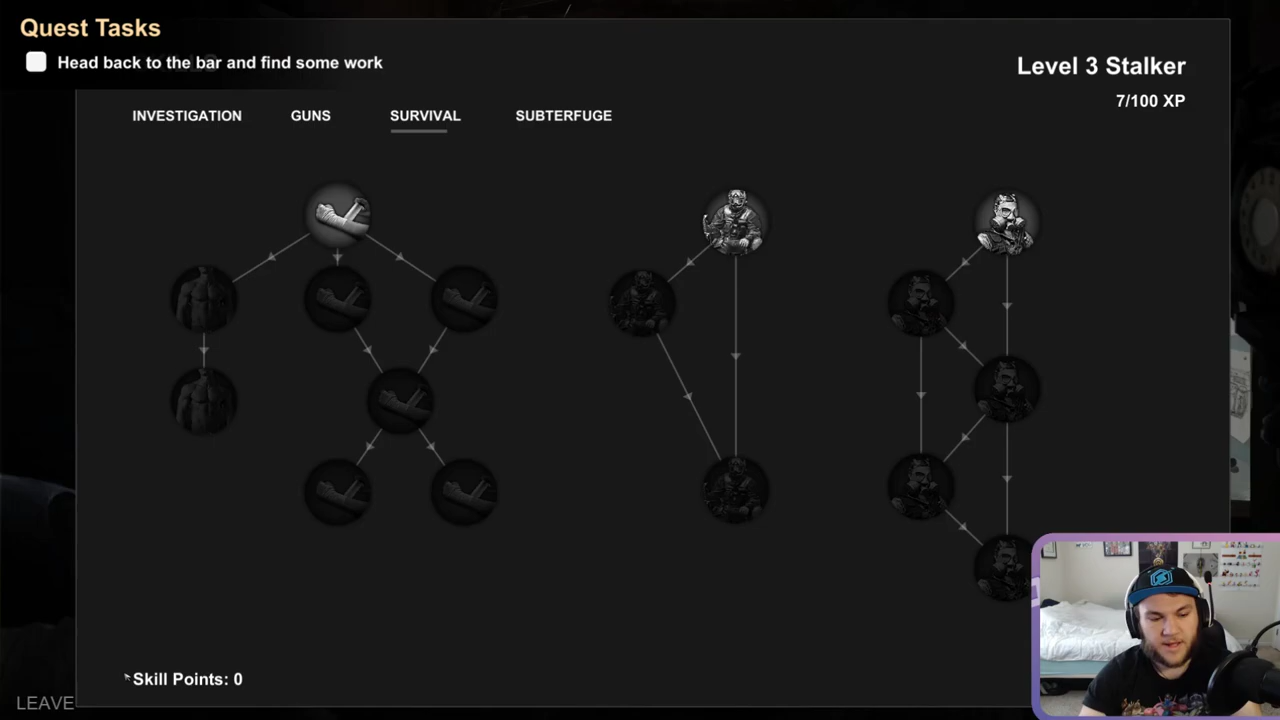 Quest Tasks
Head back to the bar and find some work
Level 3 Stalker
7/100 XP
INVESTIGATION
GUNS
SURVIVAL
SUBTERFUGE
Skill Points: 0
LEAVE